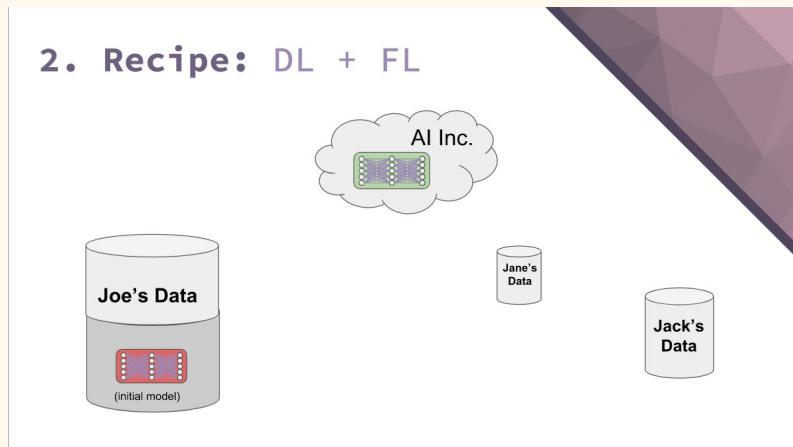 2. Recipe: DL + FL
AI Inc.
Joe's Data
(initial model)
Jane's
Data
Jack's
Data